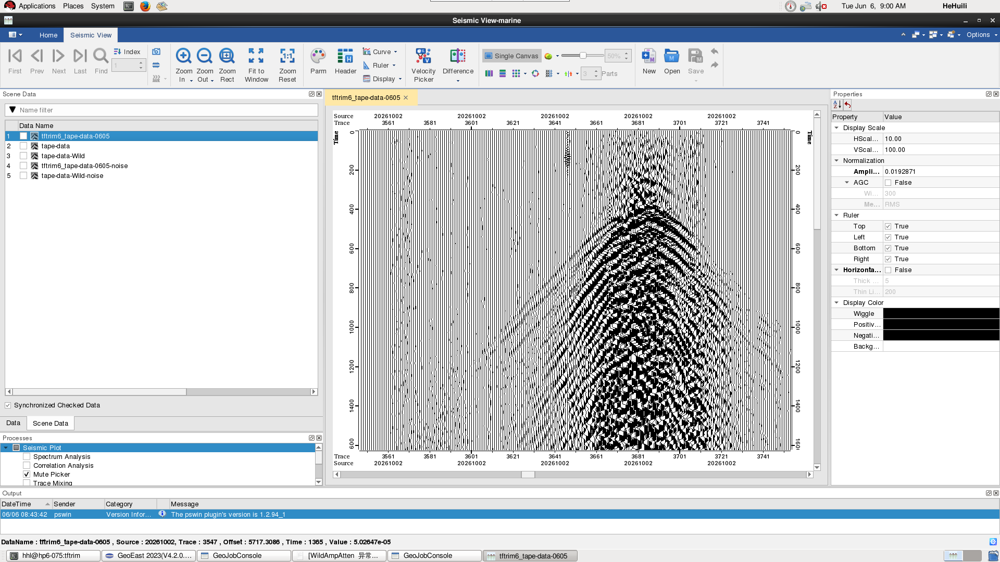 Applications Places System Tue Jun 6, 9:00 AM HeHuili
Seismic View-marine
Home Seismic View Options
First Prev Next Last Find Index 1
Zoom In Zoom Out Zoom Rect Fit to Window Zoom Reset
Parm Header Curve Ruler Display
Velocity Picker Difference
Single Canvas 50% 3 Parts
New Open Save
Scene Data
Name filter
Data Name
1 tftrim6_tape-data-0605
2 tape-data
3 tape-data-Wild
4 tftrim6_tape-data-0605-noise
5 tape-data-Wild-noise
Synchronized Checked Data
Data Scene Data
Processes
Seismic Plot
Spectrum Analysis
Correlation Analysis
Mute Picker
Trace Mixing
tftrim6_tape-data-0605
Source 20261002 20261002 20261002 20261002 20261002
Trace 3561 3581 3601 3621 3641 3661 3681 3701 3721 3741
Time Time
0 0
200 200
400 400
600 600
800 800
1000 1000
1200 1200
1400 1400
600 160
Trace 3561 3581 3601 3621 3641 3661 3681 3701 3721 3741
Source 20261002 20261002 20261002 20261002 20261002
Properties
Property Value
Display Scale
HScal... 10.00
VScal... 100.00
Normalization
Ampli... 0.0192871
AGC False
Wi... 300
Me... RMS
Ruler
Top True
Left True
Bottom True
Right True
Horizonta... False
Thick ... 5
Thin Li... 200
Display Color
Wiggle
Positiv...
Negati...
Backg...
Output
DateTime Sender Category Message
06/06 08:43:42 pswin Version Infor... The pswin plugin's version is 1.2.94_1
DataName : tftrim6_tape-data-0605 , Source : 20261002, Trace : 3547 , Offset : 5717.3086 , Time : 1365 , Value : 5.02647e-05
hhl@hp6-075:tftrim GeoEast 2023(V4.2.0.... GeoJobConsole [WildAmpAtten 异常... GeoJobConsole tftrim6_tape-data-0605